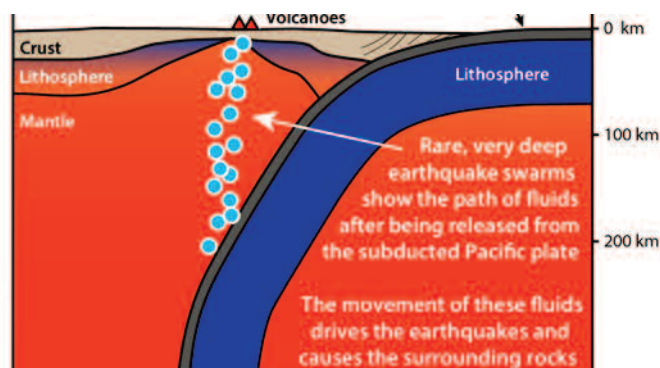 Volcanoes
0 km
Crust
Lithosphere
Lithosphere
Mantle
100 km
Rare, very deep
earthquake swarms
show the path of fluids
after being released from
the subducted Pacific plate
200 km
The movement of these fluids
drives the earthquakes and
causes the surrounding rocks